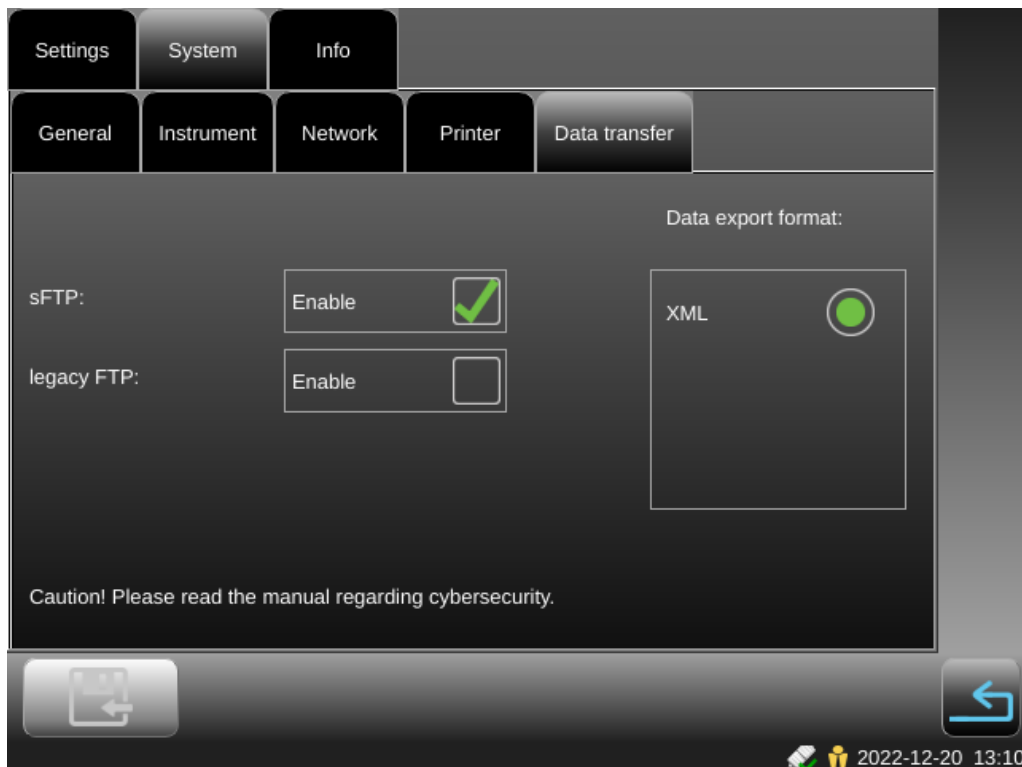 Settings System Info
General Instrument Network Printer Data transfer
Data export format:
sFTP: Enable
XML
legacy FTP: Enable
Caution! Please read the manual regarding cybersecurity.
2022-12-20 13:10